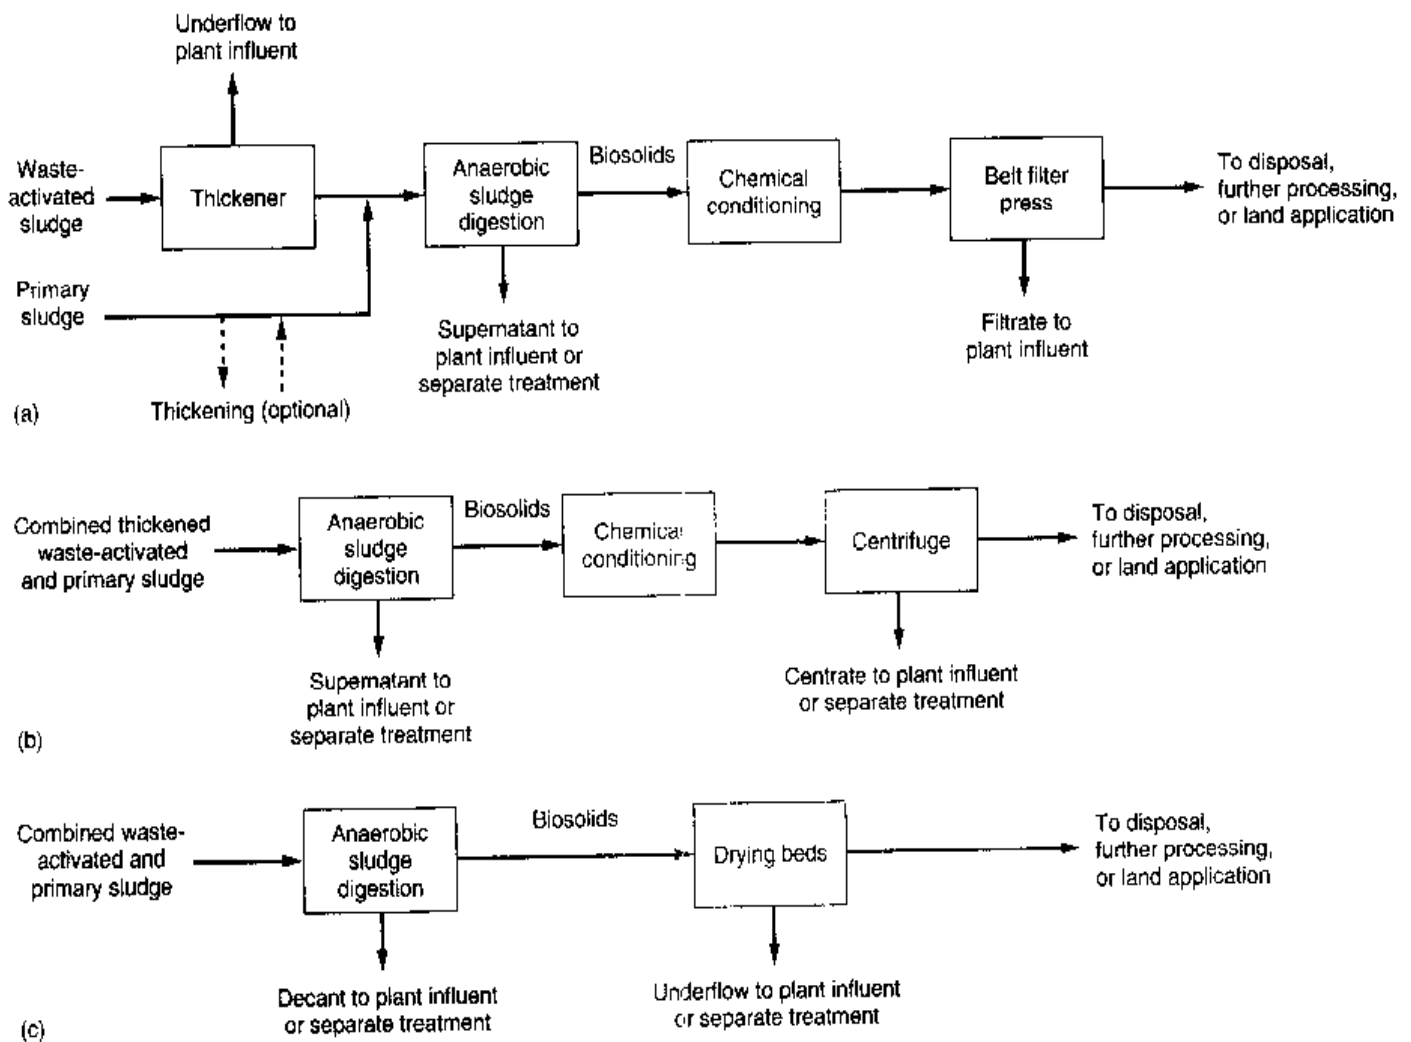 Underflow to
plant influent
Waste-
activated
sludge
Thickener
Anaerobic
sludge
digestion
Biosolids
Chemical
conditioning
Belt filter
press
To disposal,
further processing,
or land application
Primary
sludge
Supernatant to
plant influent or
separate treatment
Filtrate to
plant influent
Thickening (optional)
(a)
Combined thickened
waste-activated
and primary sludge
Anaerobic
sludge
digestion
Biosolids
Chemical
conditioning
Centrifuge
To disposal,
further processing,
or land application
Supernatant to
plant influent or
separate treatment
Centrate to plant influent
or separate treatment
(b)
Combined waste-
activated and
primary sludge
Anaerobic
sludge
digestion
Biosolids
Drying beds
To disposal,
further processing,
or land application
Decant to plant influent
or separate treatment
Underflow to plant influent
or separate treatment
(c)